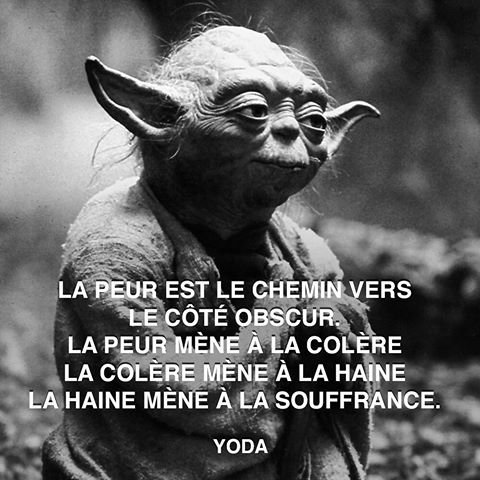 LA PEUR EST LE CHEMIN VERS
LE CÔTÉ OBSCUR.
LA PEUR MÈNE À LA COLÈRE
LA COLÈRE MÈNE À LA HAINE
LA HAINE MÈNE À LA SOUFFRANCE.
YODA